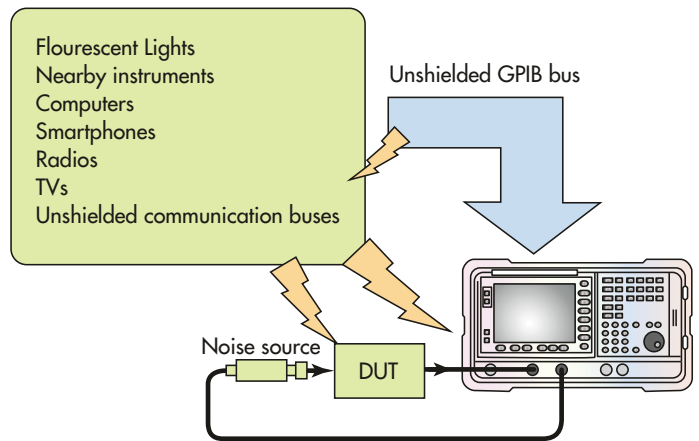 Flourescent Lights
Nearby instruments
Computers
Smartphones
Radios
TVs
Unshielded communication buses
Unshielded GPIB bus
Noise source
DUT